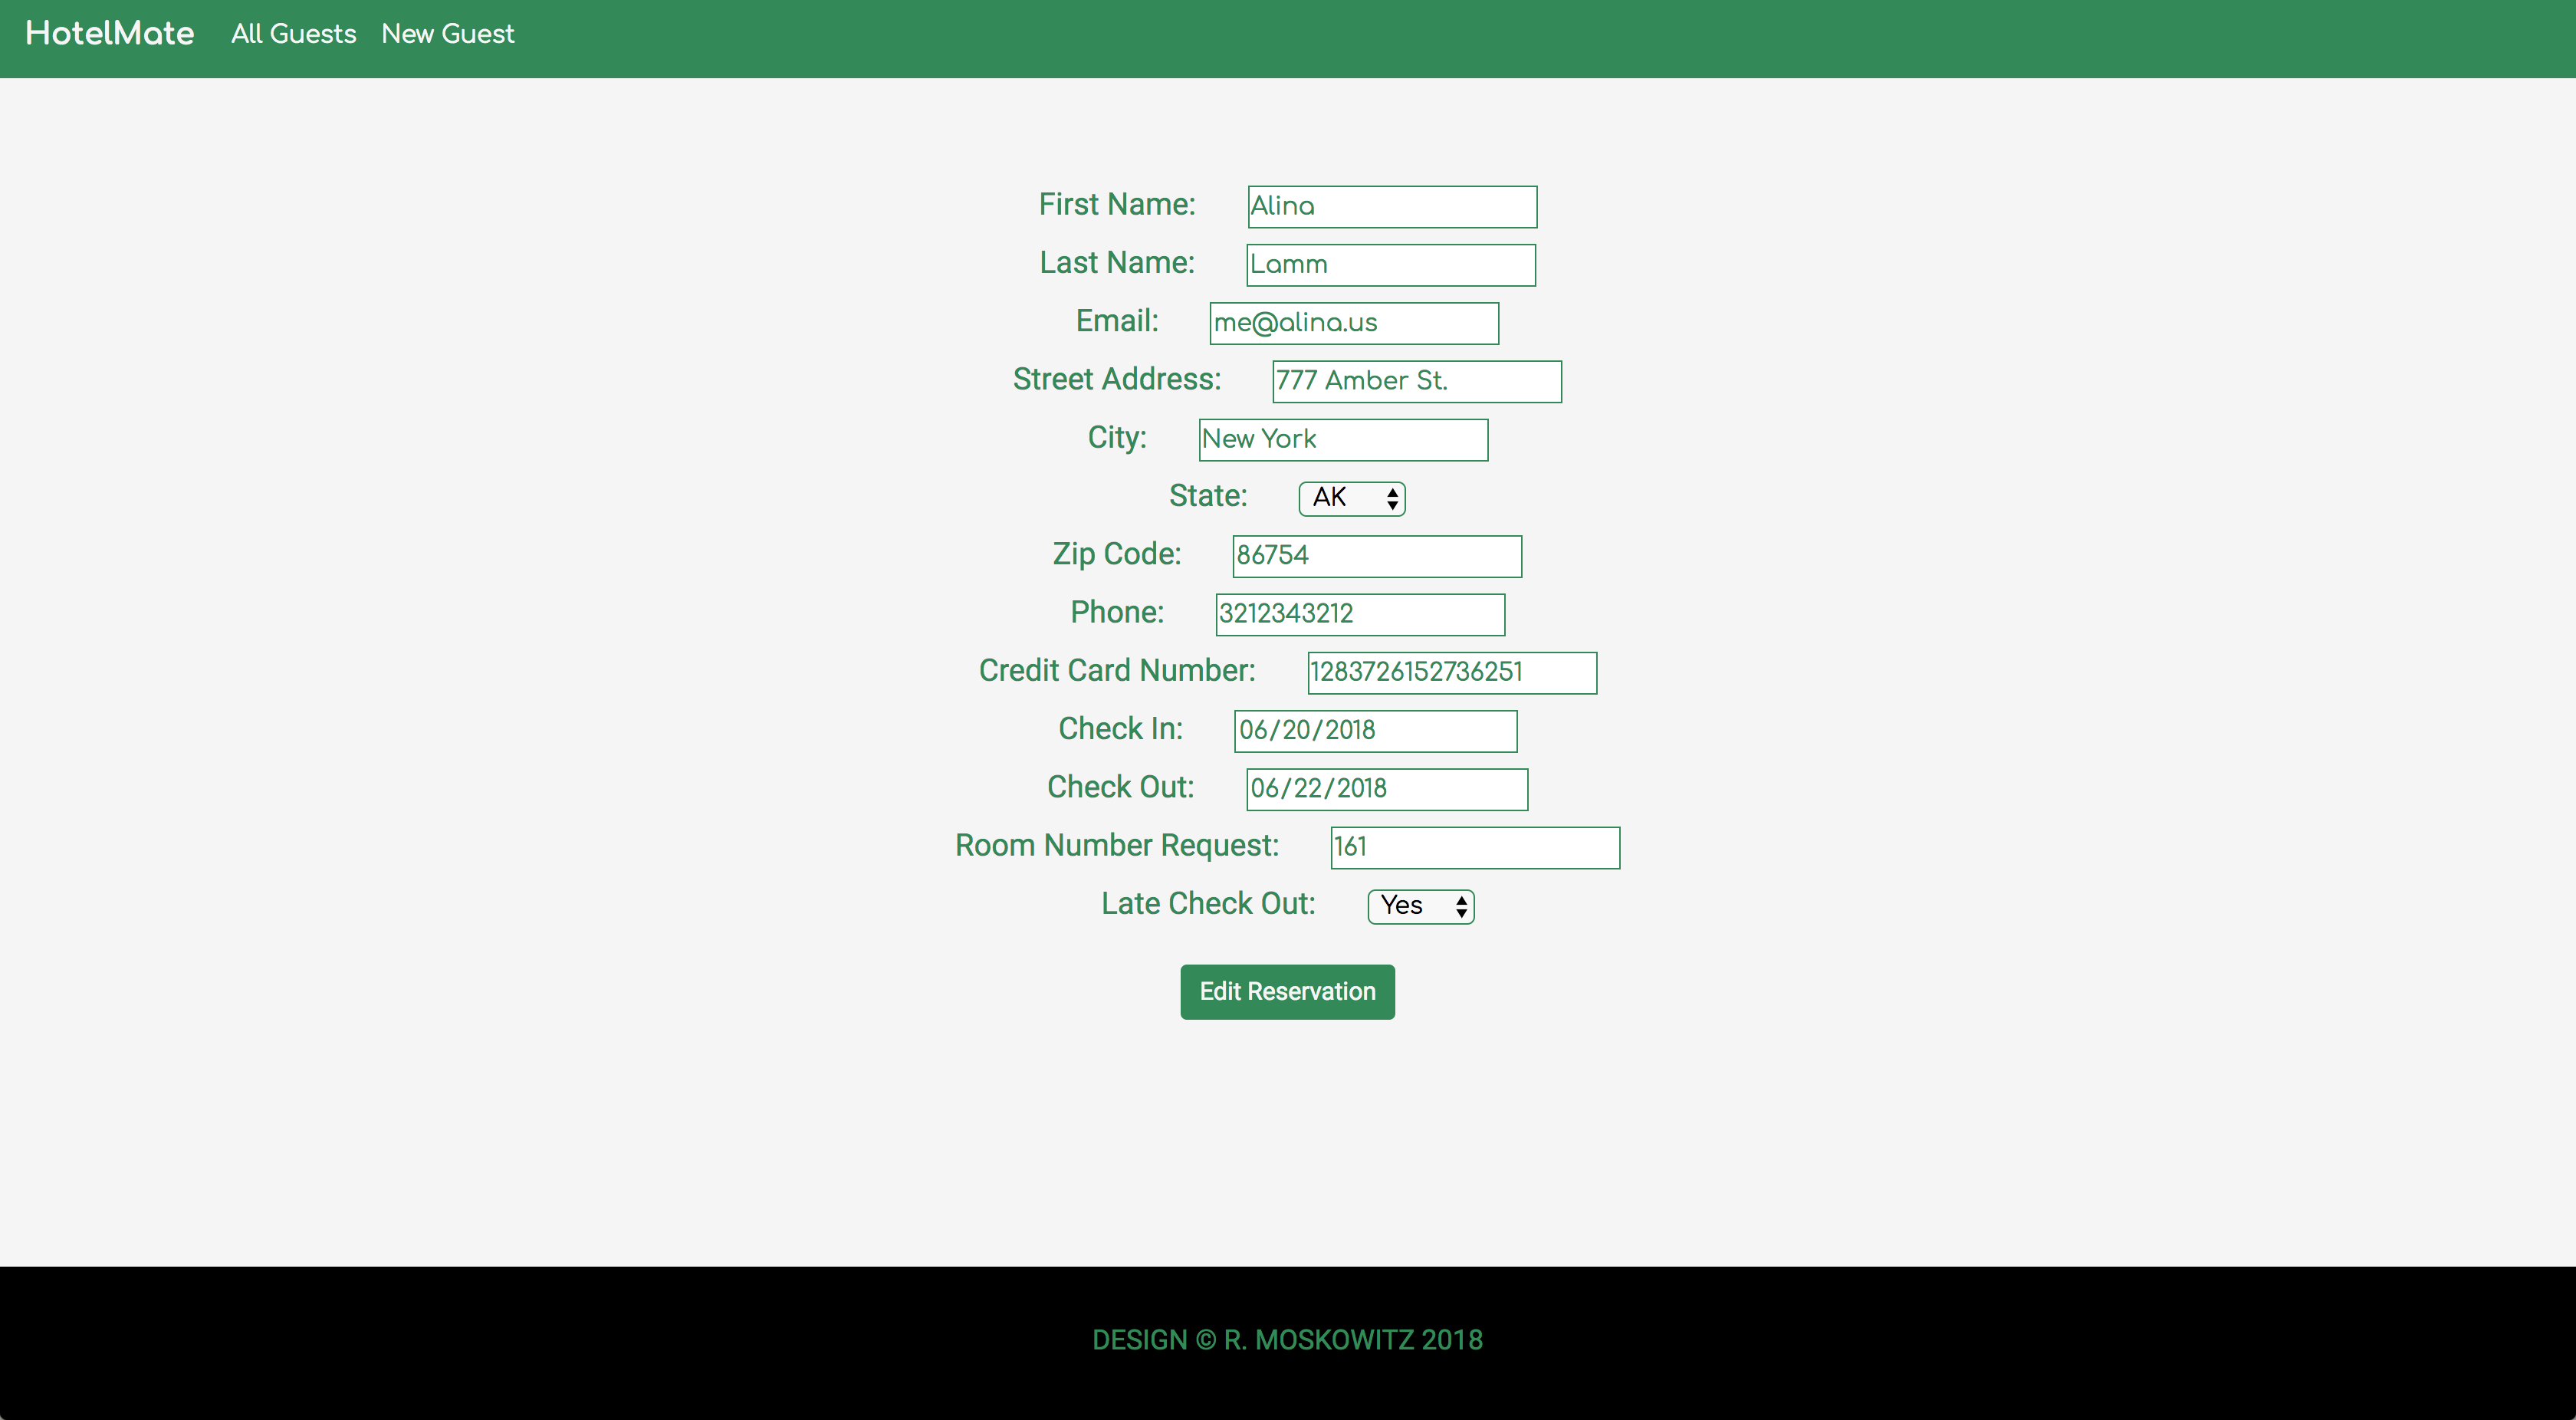 HotelMate All Guests New Guest
First Name: Alina
Last Name: Lamm
Email: me@alina.us
Street Address: 777 Amber St.
City: New York
State: AK
Zip Code: 86754
Phone: 3212343212
Credit Card Number: 1283726152736251
Check In: 06/20/2018
Check Out: 06/22/2018
Room Number Request: 161
Late Check Out: Yes
Edit Reservation
DESIGN © R. MOSKOWITZ 2018